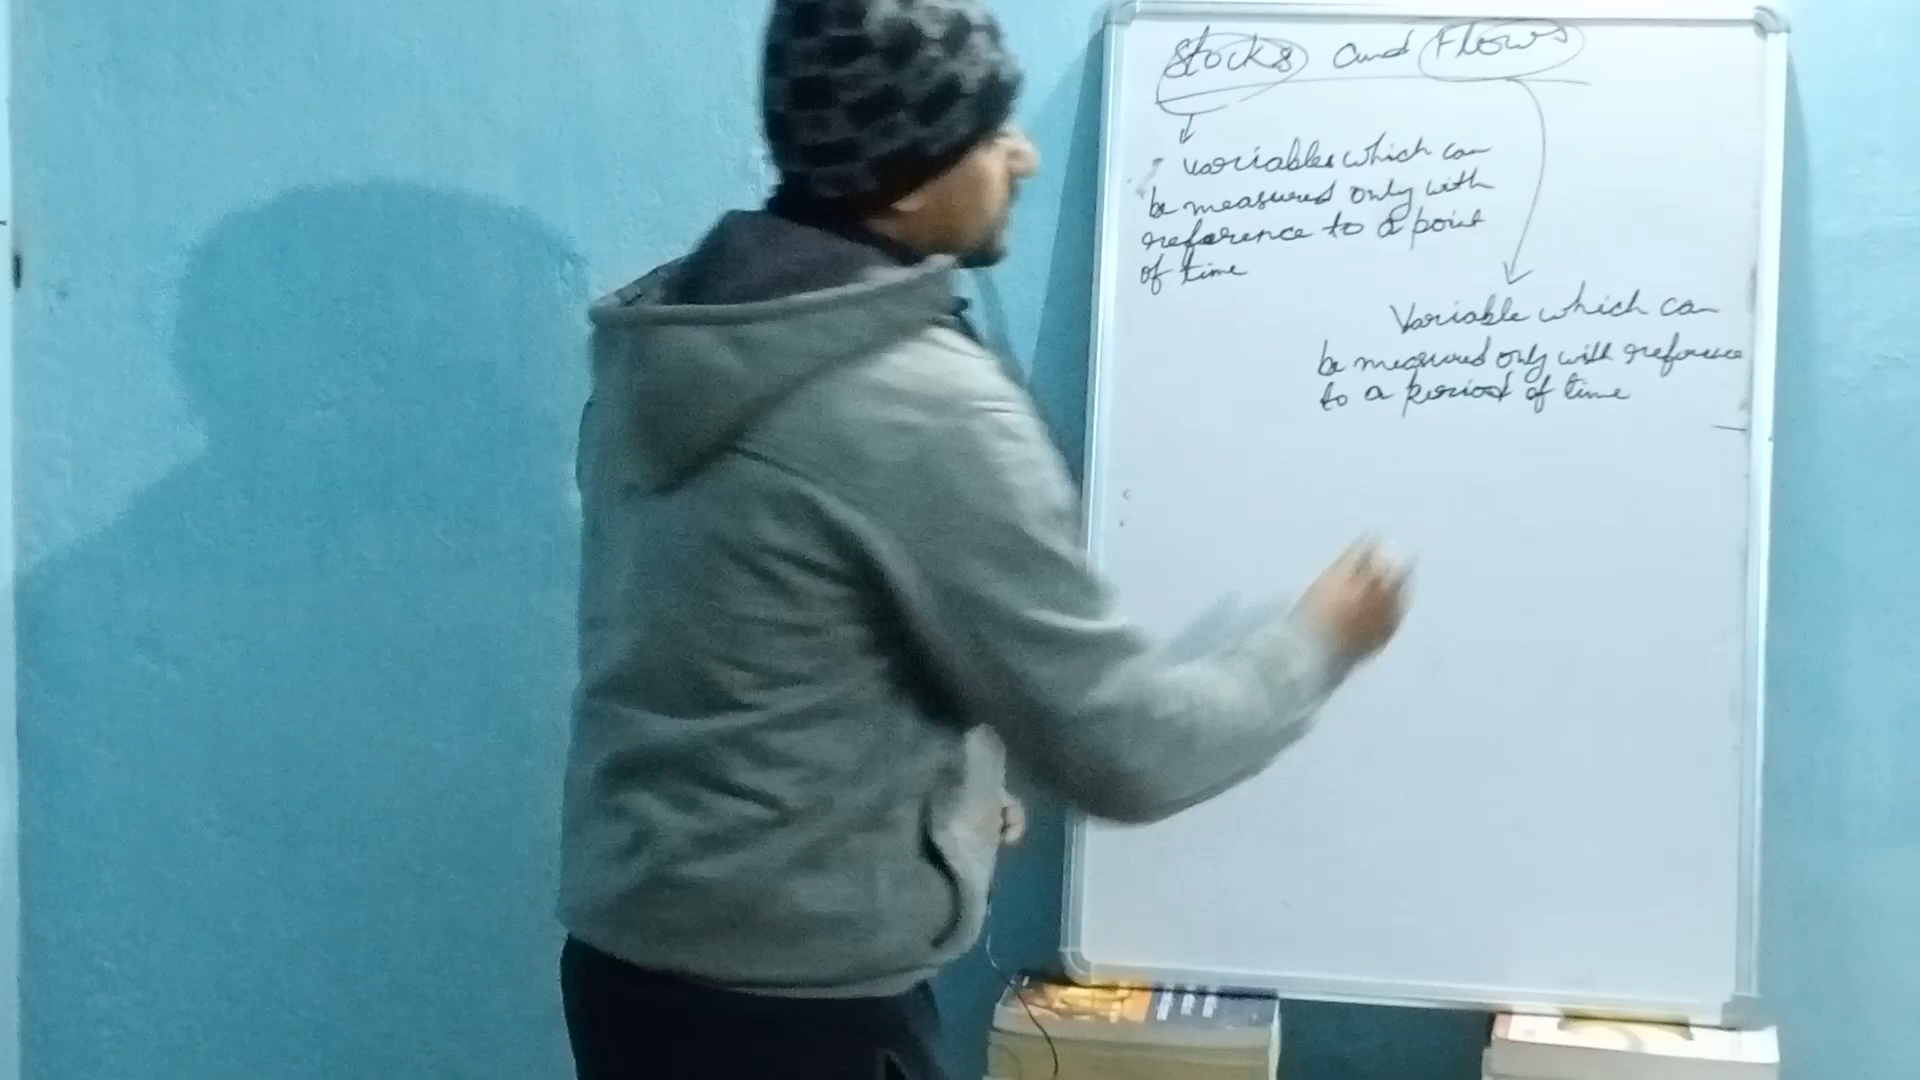 Stocks and Flows
variables which can
be measured only with
reference to a point
of time
Variable which can
be measured only with reference
to a period of time